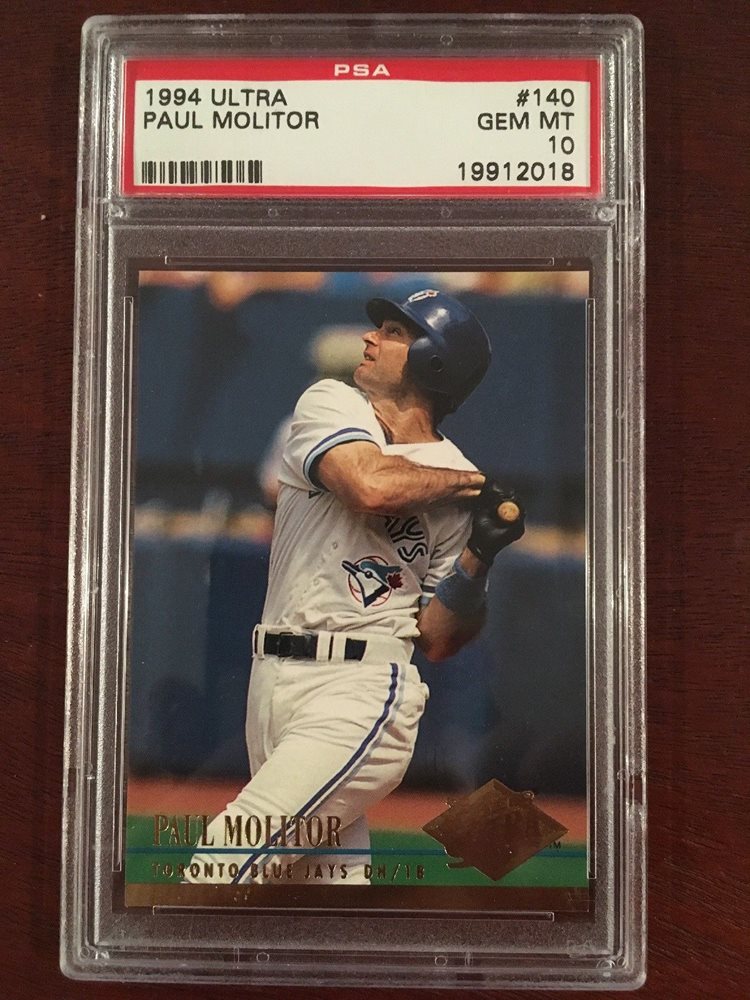 PSA
1994 ULTRA #140
PAUL MOLITOR GEM MT
10
19912018
PAUL MOLITOR
TORONTO BLUE JAYS DH/1B